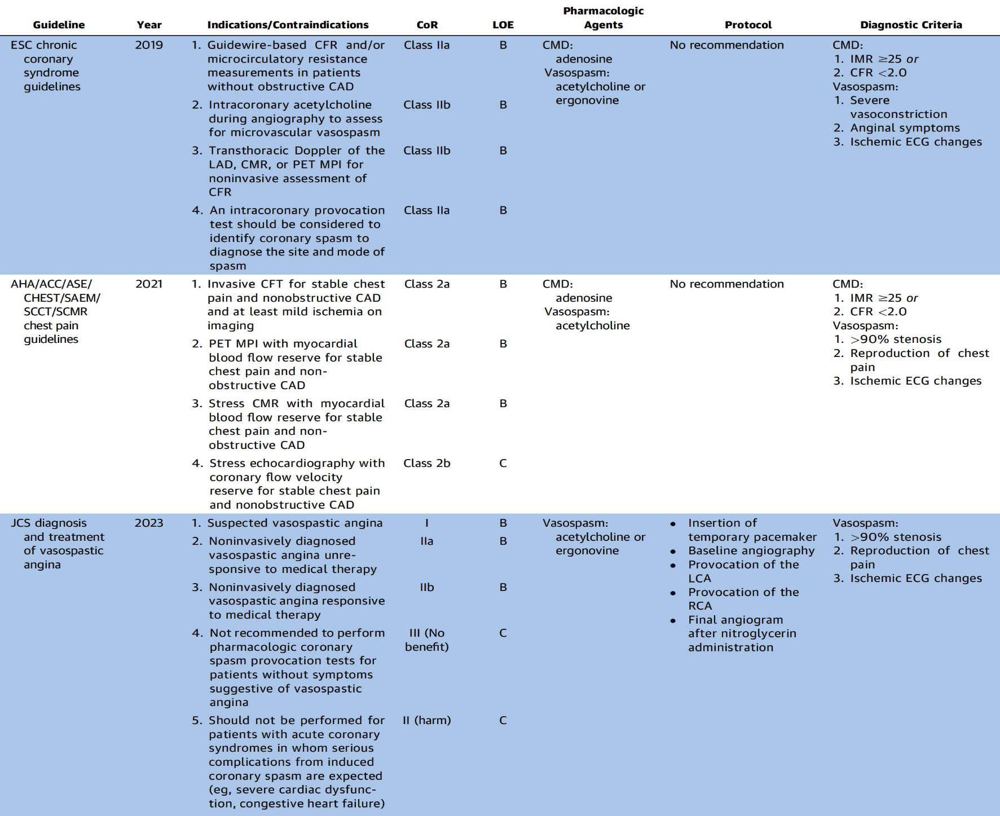 Guideline
Year
Indications/Contraindications
CoR
LOE
Pharmacologic
Agents
Protocol
Diagnostic Criteria
ESC chronic
coronary
syndrome
guidelines
2019
1. Guidewire-based CFR and/or
microcirculatory resistance
measurements in patients
without obstructive CAD
Class IIa
B
2. Intracoronary acetylcholine
during angiography to assess
for microvascular vasospasm
Class IIb
B
3. Transthoracic Doppler of the
LAD, CMR, or PET MPI for
noninvasive assessment of
CFR
Class IIb
B
4. An intracoronary provocation
test should be considered to
identify coronary spasm to
diagnose the site and mode of
spasm
Class IIa
B
CMD:
adenosine
Vasospasm:
acetylcholine or
ergonovine
No recommendation
CMD:
1. IMR ≥25 or
2. CFR <2.0
Vasospasm:
1. Severe
vasoconstriction
2. Anginal symptoms
3. Ischemic ECG changes
AHA/ACC/ASE/
CHEST/SAEM/
SCCT/SCMR
chest pain
guidelines
2021
1. Invasive CFT for stable chest
pain and nonobstructive CAD
and at least mild ischemia on
imaging
Class 2a
B
2. PET MPI with myocardial
blood flow reserve for stable
chest pain and non-
obstructive CAD
Class 2a
B
3. Stress CMR with myocardial
blood flow reserve for stable
chest pain and non-
obstructive CAD
Class 2a
B
4. Stress echocardiography with
coronary flow velocity
reserve for stable chest pain
and nonobstructive CAD
Class 2b
C
CMD:
adenosine
Vasospasm:
acetylcholine
No recommendation
CMD:
1. IMR ≥25 or
2. CFR <2.0
Vasospasm:
1. >90% stenosis
2. Reproduction of chest
pain
3. Ischemic ECG changes
JCS diagnosis
and treatment
of vasospastic
angina
2023
1. Suspected vasospastic angina
I
B
2. Noninvasively diagnosed
vasospastic angina unre-
sponsive to medical therapy
IIa
B
3. Noninvasively diagnosed
vasospastic angina responsive
to medical therapy
IIb
B
4. Not recommended to perform
pharmacologic coronary
spasm provocation tests for
patients without symptoms
suggestive of vasospastic
angina
III (No
benefit)
C
5. Should not be performed for
patients with acute coronary
syndromes in whom serious
complications from induced
coronary spasm are expected
(eg, severe cardiac dysfunc-
tion, congestive heart failure)
II (harm)
C
Vasospasm:
acetylcholine or
ergonovine
• Insertion of
temporary pacemaker
• Baseline angiography
• Provocation of the
LCA
• Provocation of the
RCA
• Final angiogram
after nitroglycerin
administration
Vasospasm:
1. >90% stenosis
2. Reproduction of chest
pain
3. Ischemic ECG changes